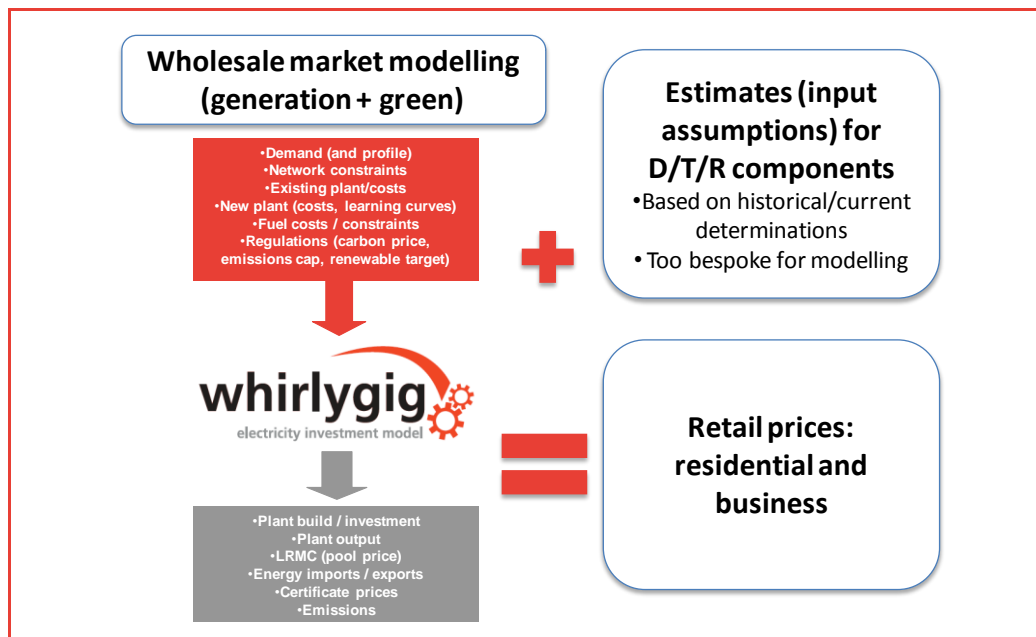 Wholesale market modelling
(generation + green)
•Demand (and profile)
•Network constraints
•Existing plant/costs
•New plant (costs, learning curves)
•Fuel costs / constraints
•Regulations (carbon price,
emissions cap, renewable target)
whirlygig
electricity investment model
•Plant build / investment
•Plant output
•LRMC (pool price)
•Energy imports / exports
•Certificate prices
•Emissions
Estimates (input
assumptions) for
D/T/R components
•Based on historical/current
determinations
• Too bespoke for modelling
Retail prices:
residential and
business